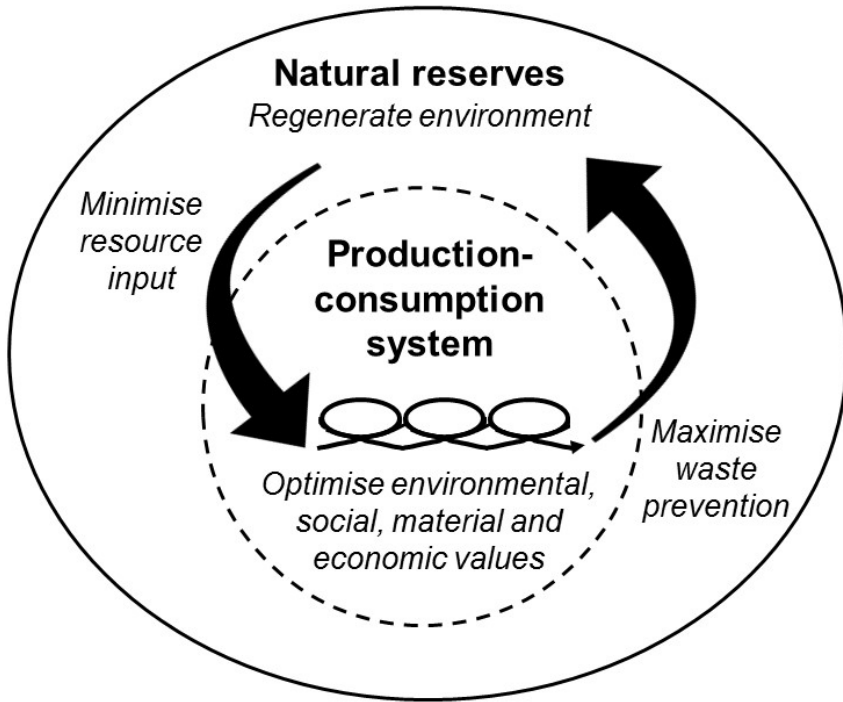 Natural reserves
Regenerate environment
Minimise
resource
input
Production-
consumption
system
Optimise environmental,
social, material and
economic values
Maximise
waste
prevention